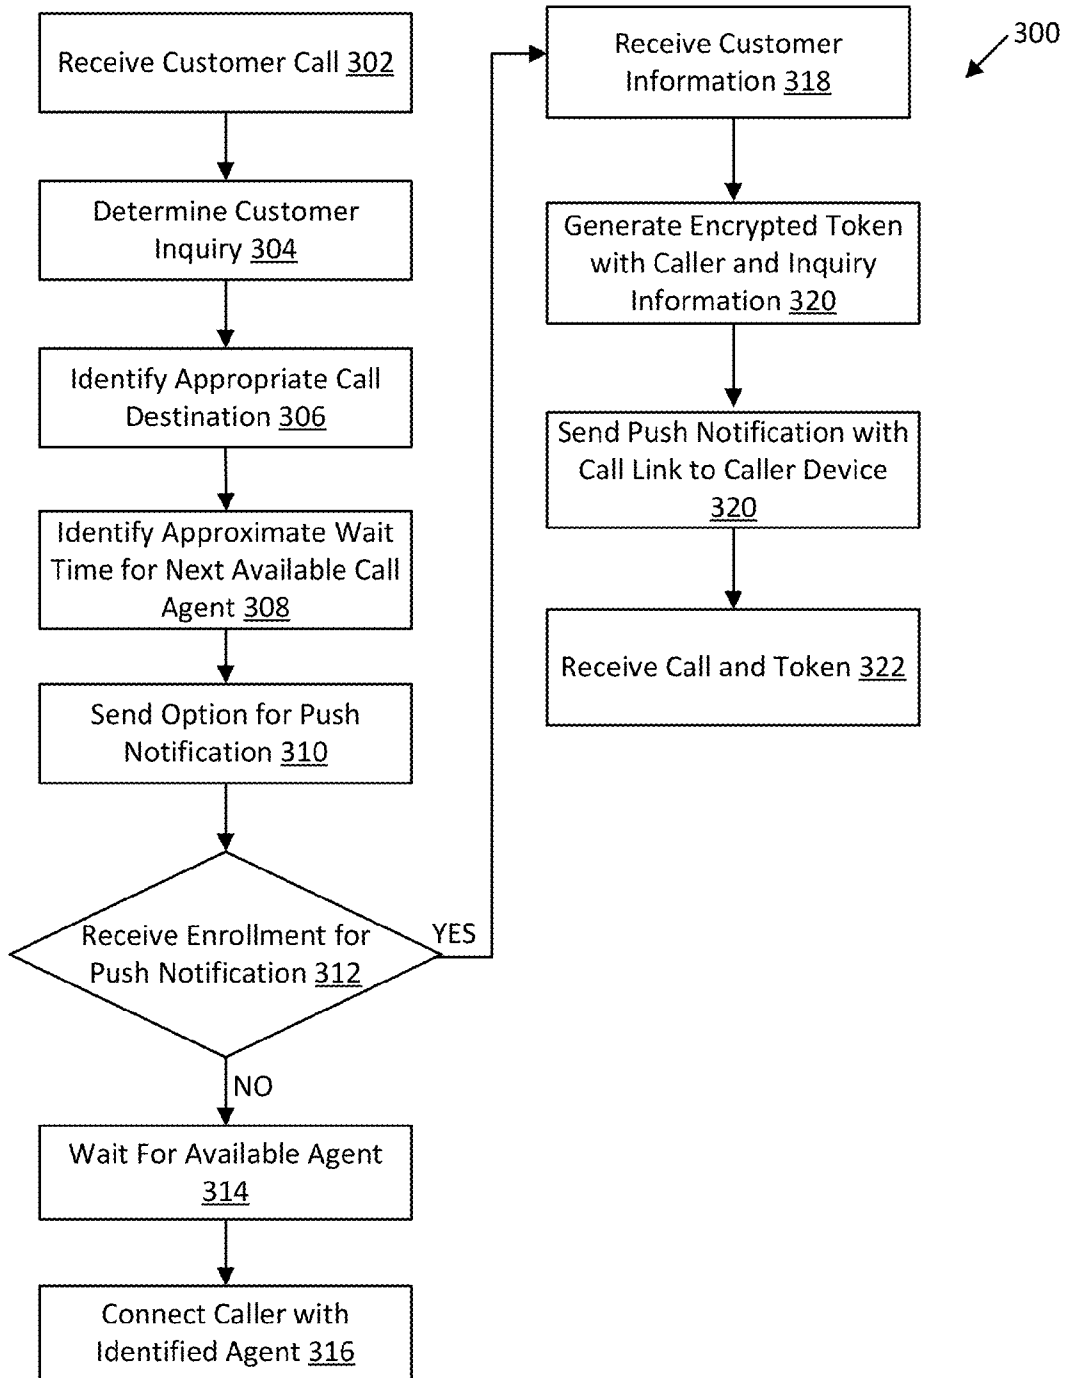 Receive Customer Call 302
Determine Customer
Inquiry 304
Identify Appropriate Call
Destination 306
Identify Approximate Wait
Time for Next Available Call
Agent 308
Send Option for Push
Notification 310
Receive Enrollment for
Push Notification 312
YES
NO
Wait For Available Agent
314
Connect Caller with
Identified Agent 316
Receive Customer
Information 318
Generate Encrypted Token
with Caller and Inquiry
Information 320
Send Push Notification with
Call Link to Caller Device
320
Receive Call and Token 322
300